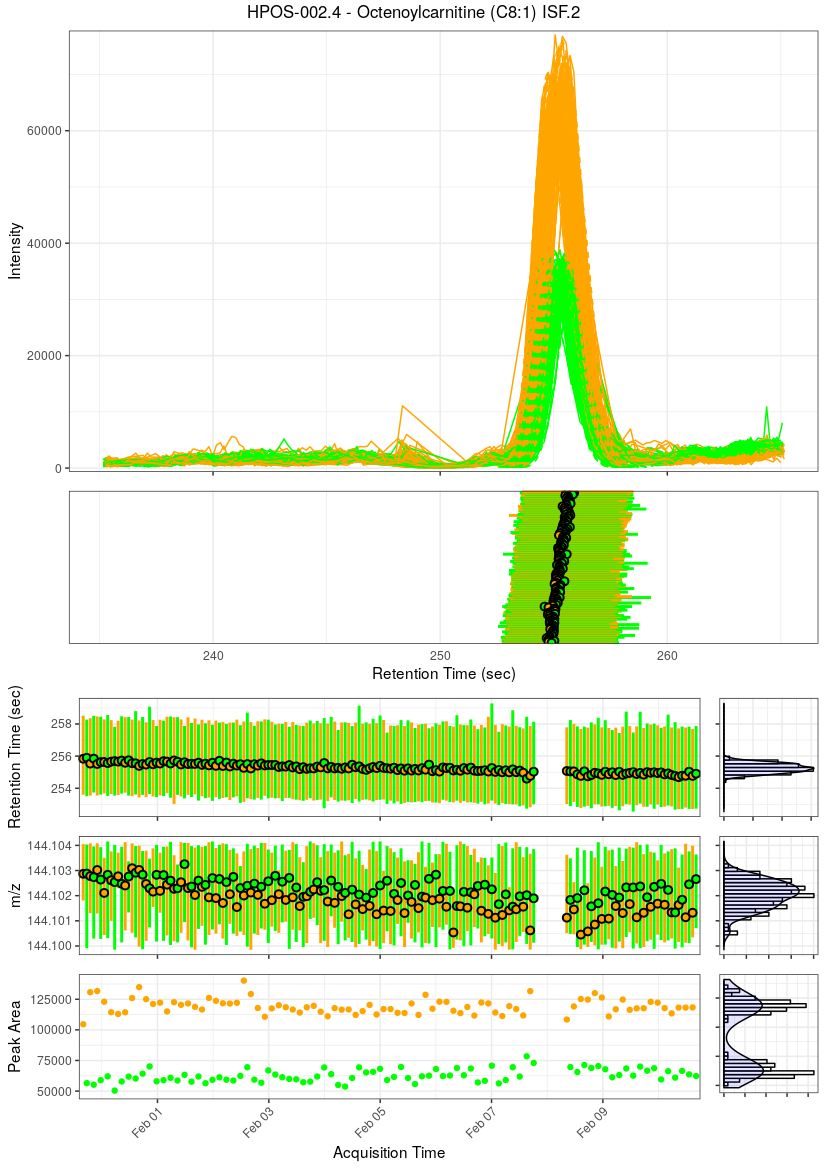 HPOS-002.4 - Octenoylcarnitine (C8:1) ISF.2
60000
40000
20000
0
Intensity
240
250
260
Retention Time (sec)
258
256
254
Retention Time (sec)
144.104
144.103
144.102
144.101
144.100
m/z
125000
100000
75000
50000
Peak Area
Feb 01
Feb 03
Feb 05
Feb 07
Feb 09
Acquisition Time